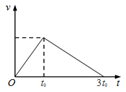 v
O t₀ 3t₀ t